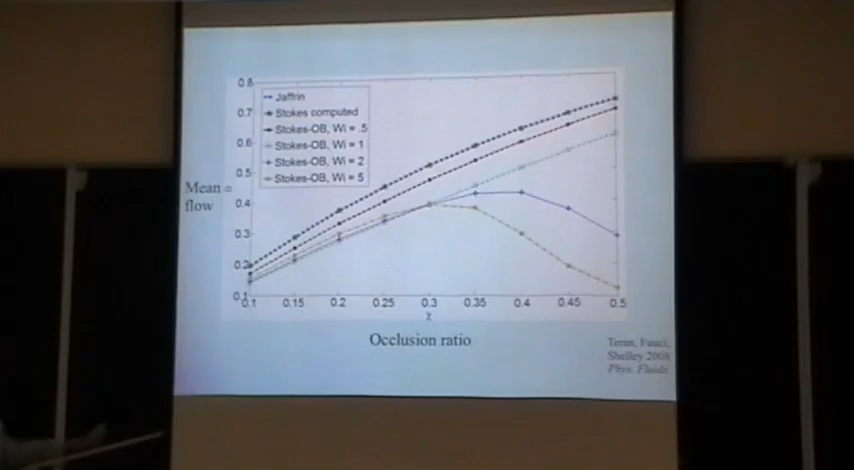 0.8
0.7
0.6
0.5
0.4
0.3
0.2
0.1
Jaffrin
Stokes computed
Stokes-OB, Wi = .5
Stokes-OB, Wi = 1
Stokes-OB, Wi = 2
Stokes-OB, Wi = 5
Mean
flow
0.1 0.15 0.2 0.25 0.3 0.35 0.4 0.45 0.5
χ
Occlusion ratio
Teran, Fauci,
Shelley 2008
Phys. Fluids